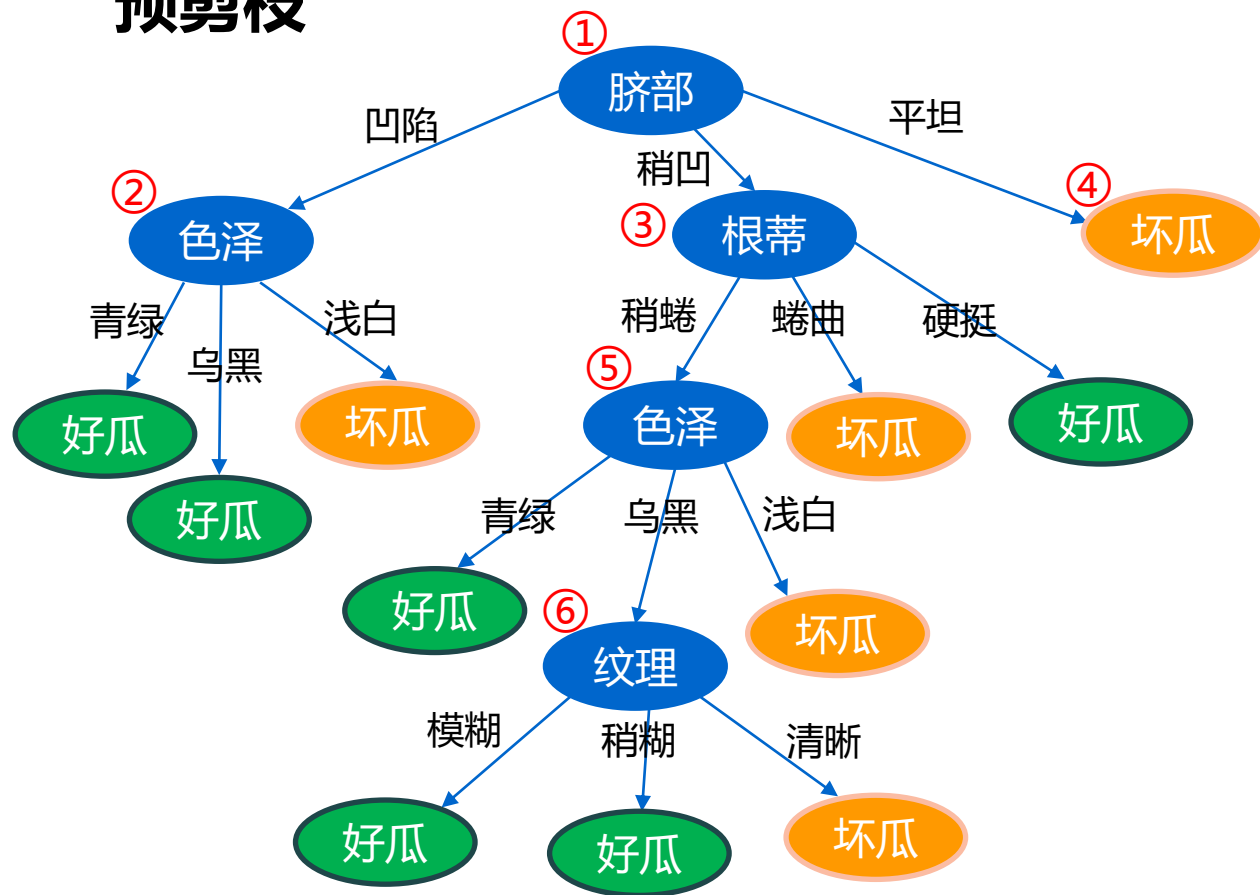 预剪枝
①
脐部
凹陷
稍凹
平坦
②
色泽
③
根蒂
④
坏瓜
青绿
乌黑
浅白
稍蜷
蜷曲
硬挺
好瓜
好瓜
坏瓜
⑤
色泽
坏瓜
好瓜
青绿
乌黑
浅白
好瓜
⑥
纹理
坏瓜
模糊
稍糊
清晰
好瓜
好瓜
坏瓜